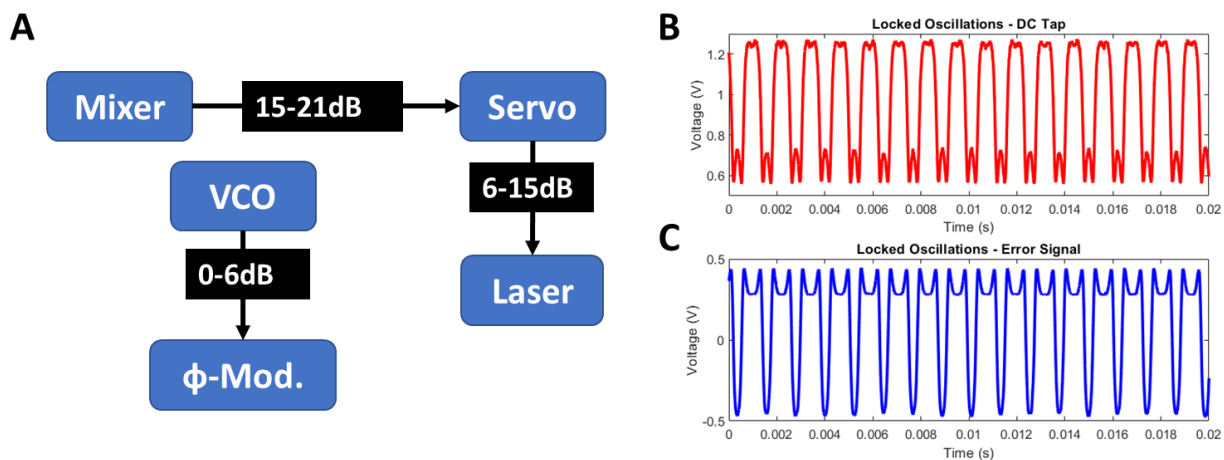 A
Mixer
15-21dB
Servo
VCO
6-15dB
0-6dB
Laser
ϕ-Mod.
B
Locked Oscillations - DC Tap
Voltage (V)
1.2
1
0.8
0.6
0 0.002 0.004 0.006 0.008 0.01 0.012 0.014 0.016 0.018 0.02
Time (s)
C
Locked Oscillations - Error Signal
Voltage (V)
0.5
0
-0.5
0 0.002 0.004 0.006 0.008 0.01 0.012 0.014 0.016 0.018 0.02
Time (s)